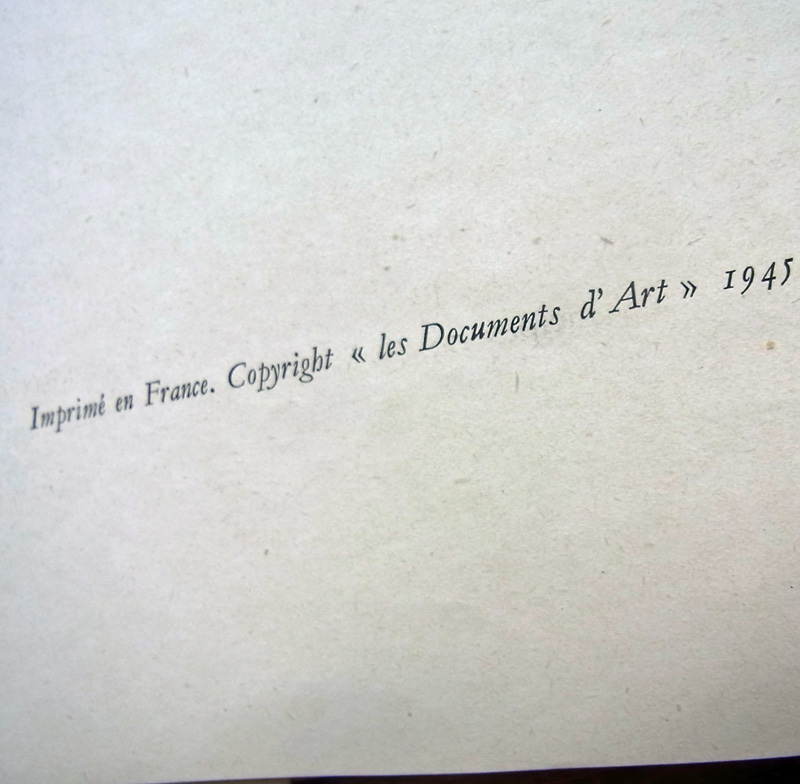 Imprimé en France. Copyright « les Documents d'Art » 1945